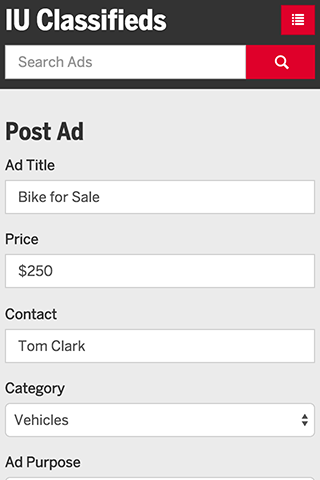 IU Classifieds
Search Ads
Post Ad
Ad Title
Bike for Sale
Price
$250
Contact
Tom Clark
Category
Vehicles
Ad Purpose